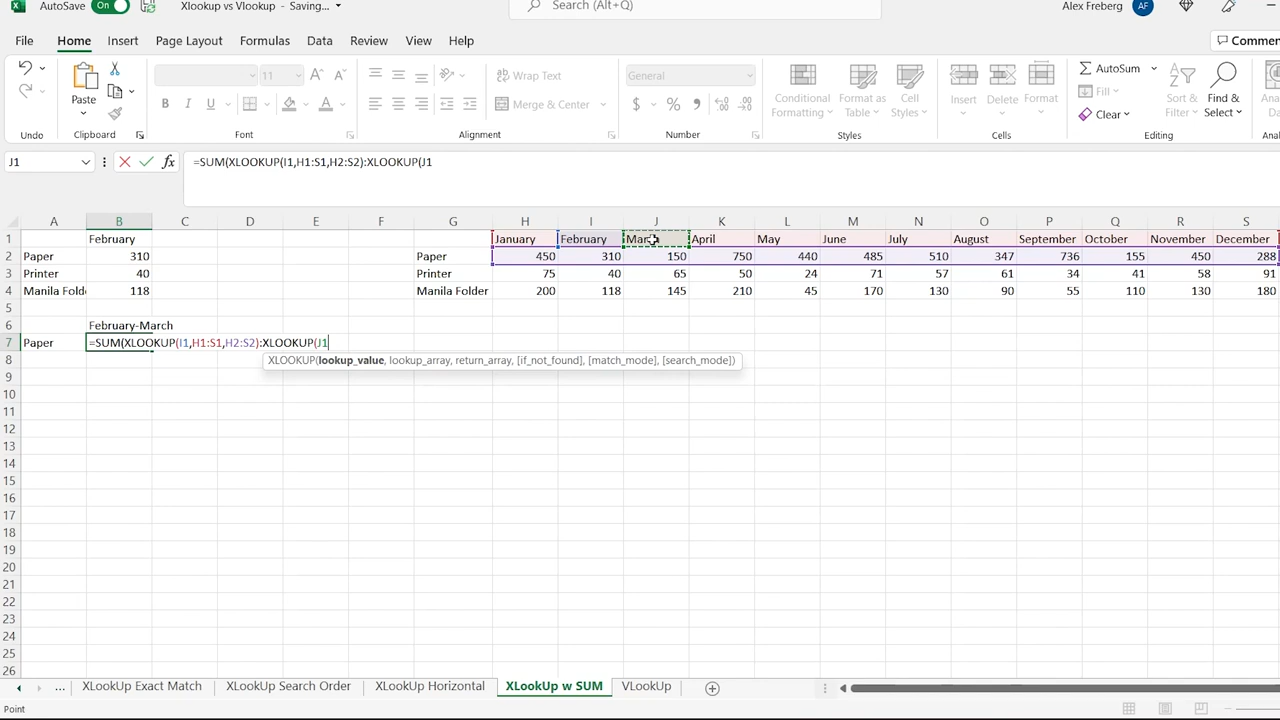 AutoSave On Xlookup vs Vlookup - Saving... Search (Alt+Q) Alex Freberg AF
File Home Insert Page Layout Formulas Data Review View Help Commen
Paste 11 Wrap Text General Conditional Formatting Format as Table Cell Styles Insert Delete Format AutoSum Fill Clear Sort & Filter Find & Select Analy Data
Merge & Center
Undo Clipboard Font Alignment Number Styles Cells Editing Anal
J1 fx =SUM(XLOOKUP(I1,H1:S1,H2:S2):XLOOKUP(J1
A B C D E F G H I J K L M N O P Q R S
1 February January February March April May June July August September October November December
2 Paper 310 Paper 450 310 150 750 440 485 510 347 736 155 450 288
3 Printer 40 Printer 75 40 65 50 24 71 57 61 34 41 58 91
4 Manila Folde 118 Manila Folder 200 118 145 210 45 170 130 90 55 110 130 180
5
6 February-March
7 Paper =SUM(XLOOKUP(I1,H1:S1,H2:S2):XLOOKUP(J1
8 XLOOKUP(lookup_value, lookup_array, return_array, [if_not_found], [match_mode], [search_mode])
9
10
11
12
13
14
15
16
17
18
19
20
21
22
23
24
25
26
... XLookUp Exact Match XLookUp Search Order XLookUp Horizontal XLookUp w SUM VLookUp
Point